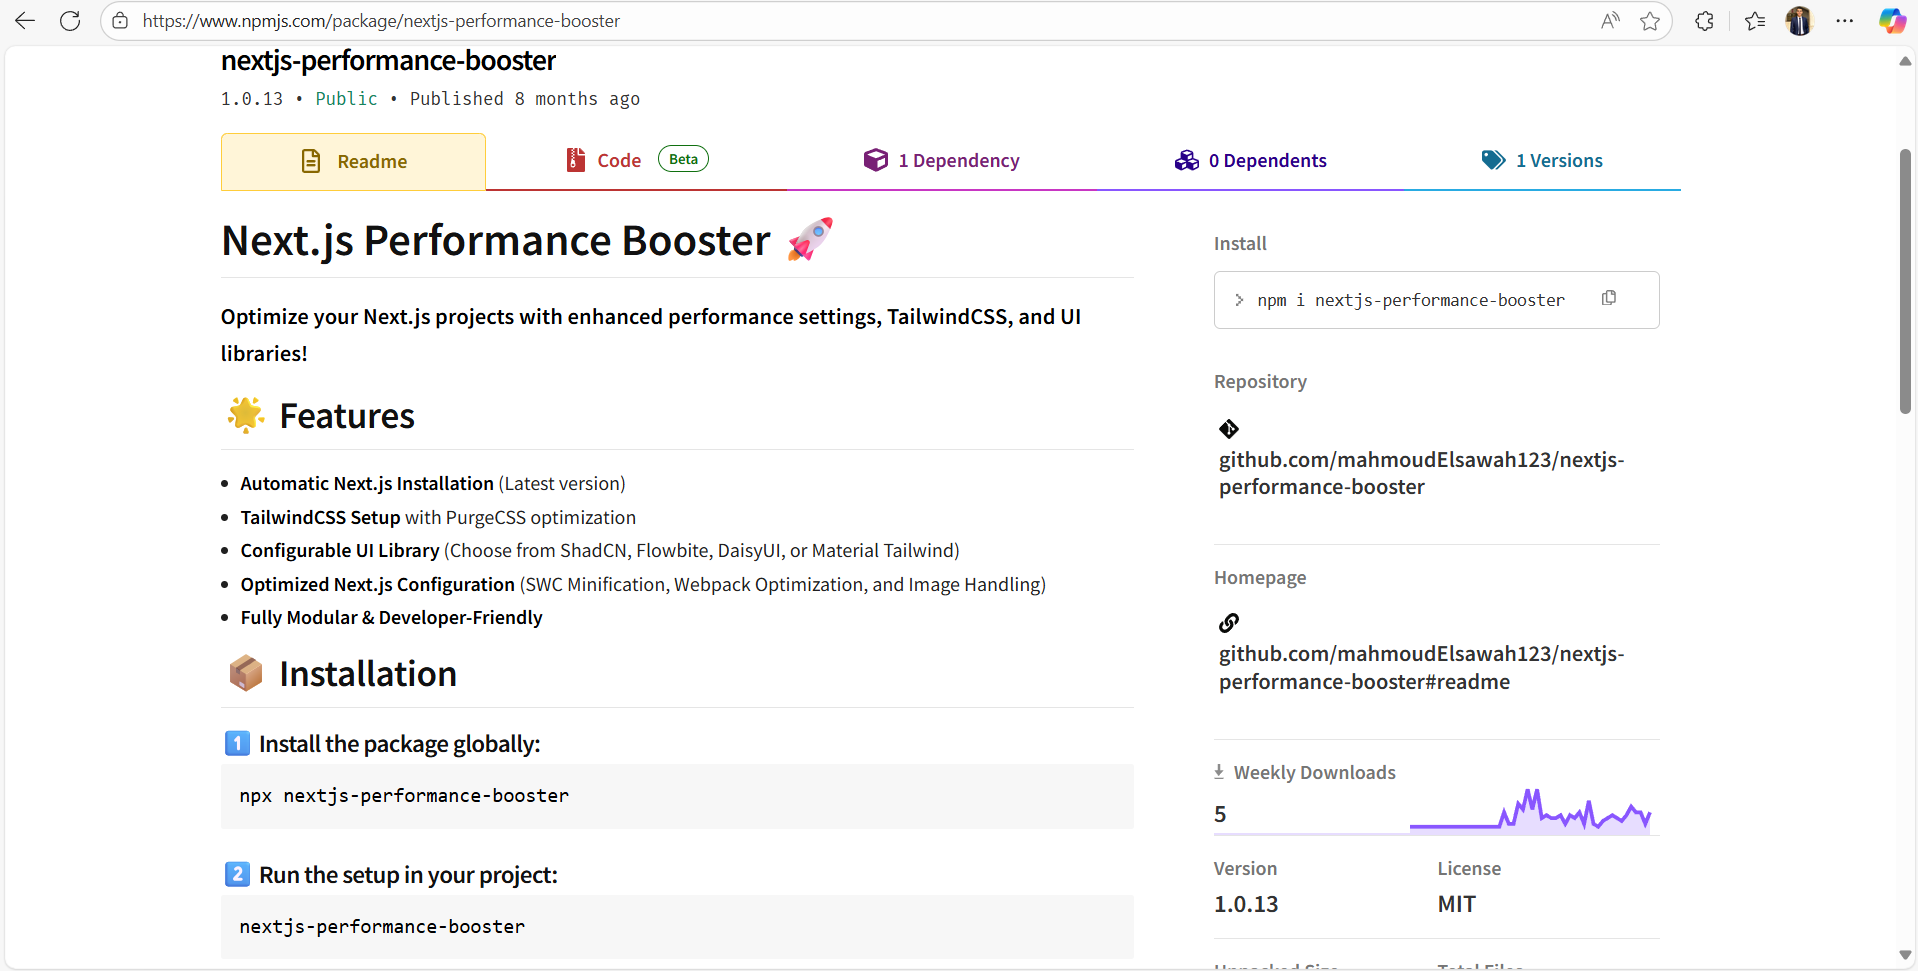 https://www.npmjs.com/package/nextjs-performance-booster
nextjs-performance-booster
1.0.13 • Public • Published 8 months ago
Readme
Code Beta
1 Dependency
0 Dependents
1 Versions
Next.js Performance Booster 🚀
Optimize your Next.js projects with enhanced performance settings, TailwindCSS, and UI
libraries!
🌟 Features
• Automatic Next.js Installation (Latest version)
• TailwindCSS Setup with PurgeCSS optimization
• Configurable UI Library (Choose from ShadCN, Flowbite, DaisyUI, or Material Tailwind)
• Optimized Next.js Configuration (SWC Minification, Webpack Optimization, and Image Handling)
• Fully Modular & Developer-Friendly
📦 Installation
1️⃣ Install the package globally:
npx nextjs-performance-booster
2️⃣ Run the setup in your project:
nextjs-performance-booster
Install
> npm i nextjs-performance-booster
Repository
github.com/mahmoudElsawah123/nextjs-
performance-booster
Homepage
github.com/mahmoudElsawah123/nextjs-
performance-booster#readme
Weekly Downloads
5
Version
License
1.0.13
MIT
Unpacked Size
Total Files